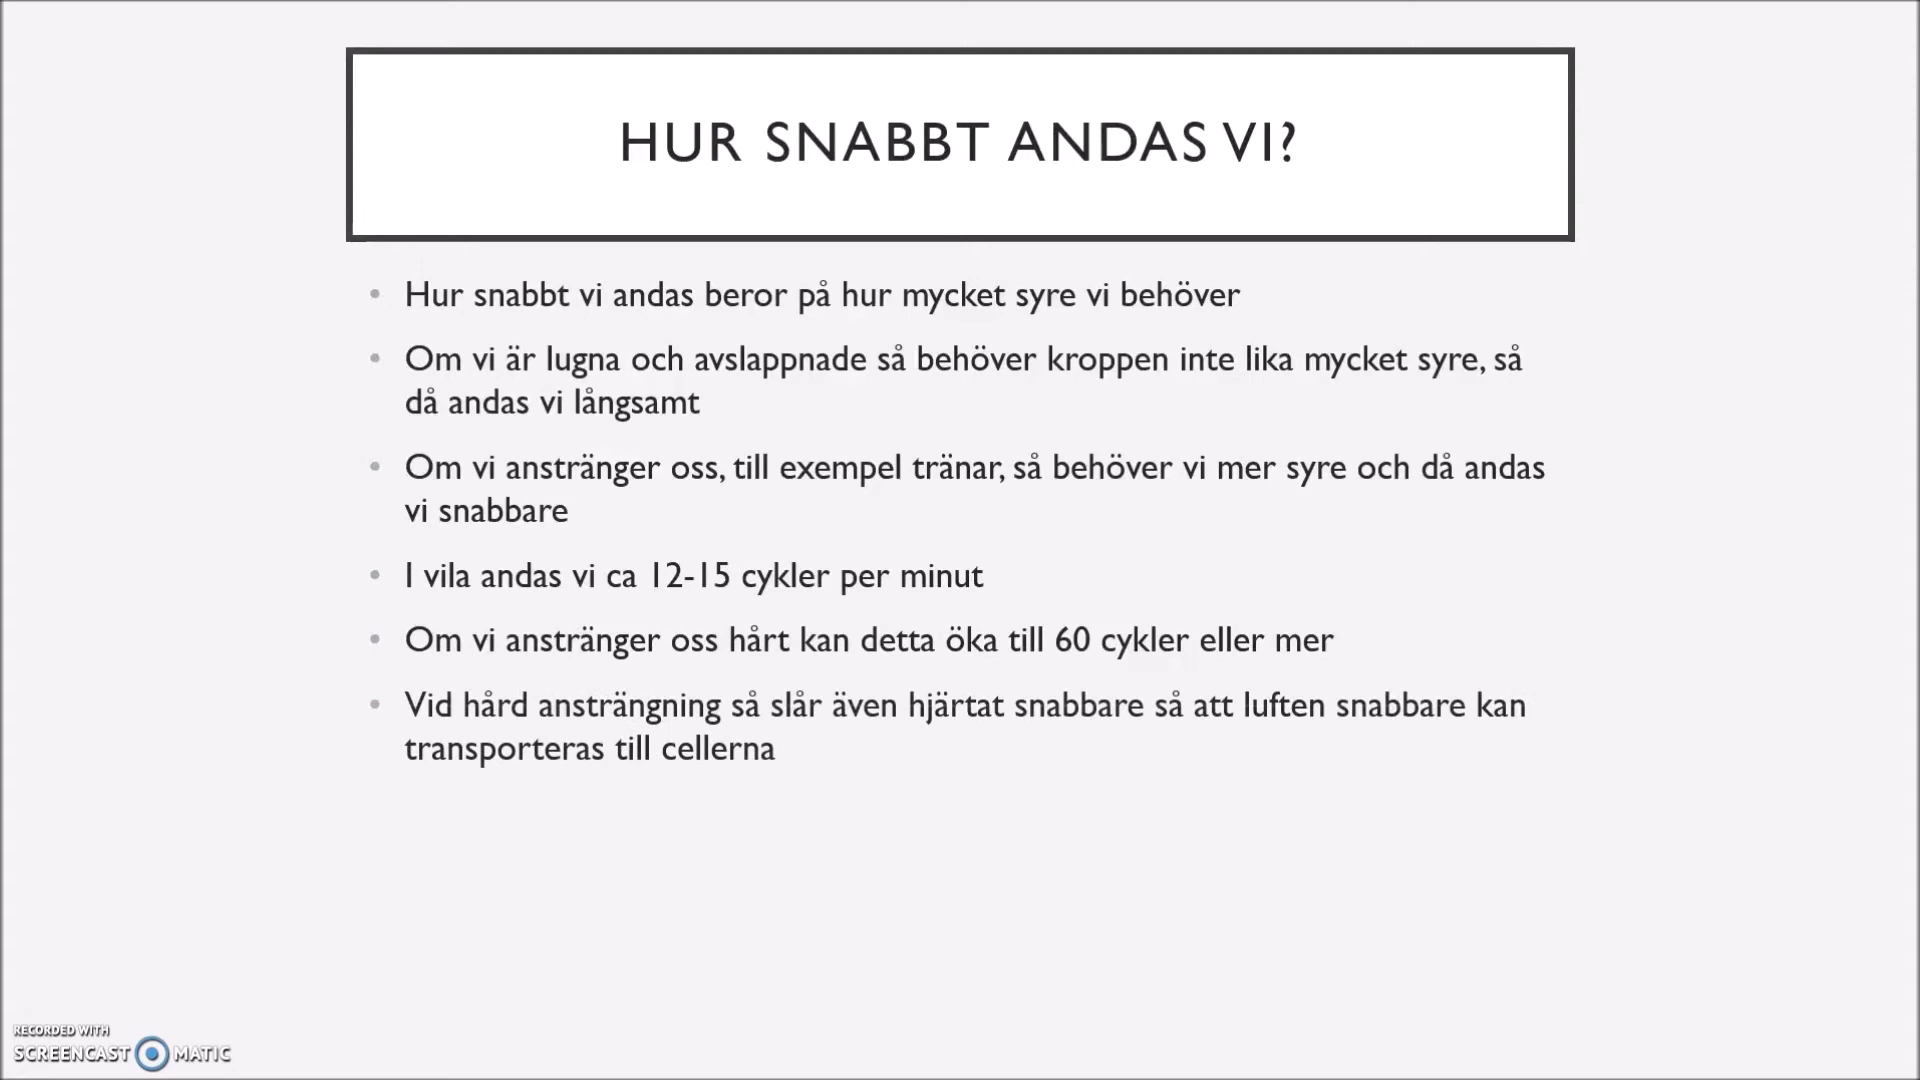 HUR SNABBT ANDAS VI?
• Hur snabbt vi andas beror på hur mycket syre vi behöver
• Om vi är lugna och avslappnade så behöver kroppen inte lika mycket syre, så
då andas vi långsamt
• Om vi anstränger oss, till exempel tränar, så behöver vi mer syre och då andas
vi snabbare
• I vila andas vi ca 12-15 cykler per minut
• Om vi anstränger oss hårt kan detta öka till 60 cykler eller mer
• Vid hård ansträngning så slår även hjärtat snabbare så att luften snabbare kan
transporteras till cellerna
RECORDED WITH
SCREENCAST MATIC